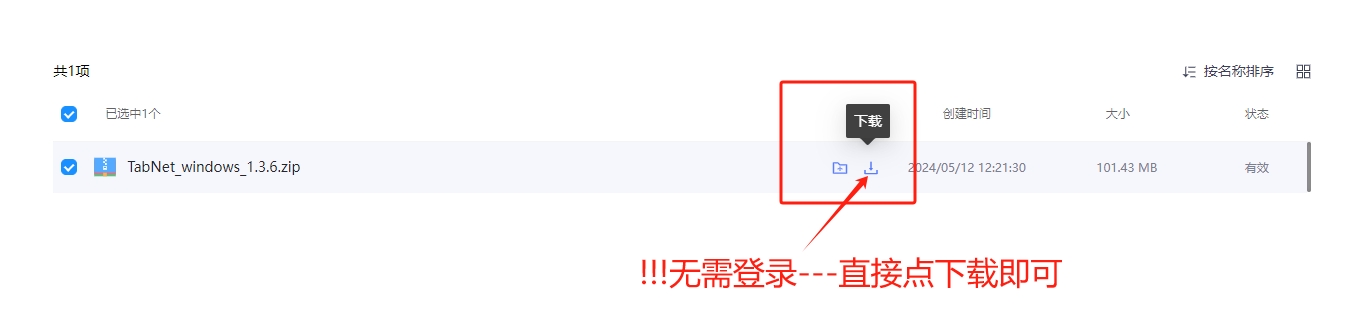 共1项
按名称排序
已选中1个
下载
创建时间
大小
状态
TabNet_windows_1.3.6.zip
2024/05/12 12:21:30
101.43 MB
有效
!!!无需登录---直接点下载即可